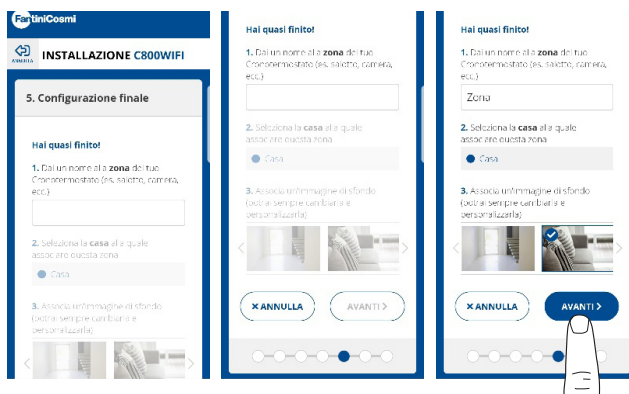 FantiniCosmi
ANNULLA
INSTALLAZIONE C800WIFI
5. Configurazione finale
Hai quasi finito!
1. Dai un nome alla zona del tuo
Cronotermostato (es. salotto, camera,
ecc.)
2. Seleziona la casa alla quale
associare questa zona
Casa
3. Associa un'immagine di sfondo
(potrai sempre cambiarla e
personalizzarla)
Hai quasi finito!
1. Dai un nome alla zona del tuo
Cronotermostato (es. salotto, camera,
ecc.)
2. Seleziona la casa alla quale
associare questa zona
Casa
3. Associa un'immagine di sfondo
(potrai sempre cambiarla e
personalizzarla)
× ANNULLA
AVANTI >
Hai quasi finito!
1. Dai un nome alla zona del tuo
Cronotermostato (es. salotto, camera,
ecc.)
Zona
2. Seleziona la casa alla quale
associare questa zona
Casa
3. Associa un'immagine di sfondo
(potrai sempre cambiarla e
personalizzarla)
× ANNULLA
AVANTI >